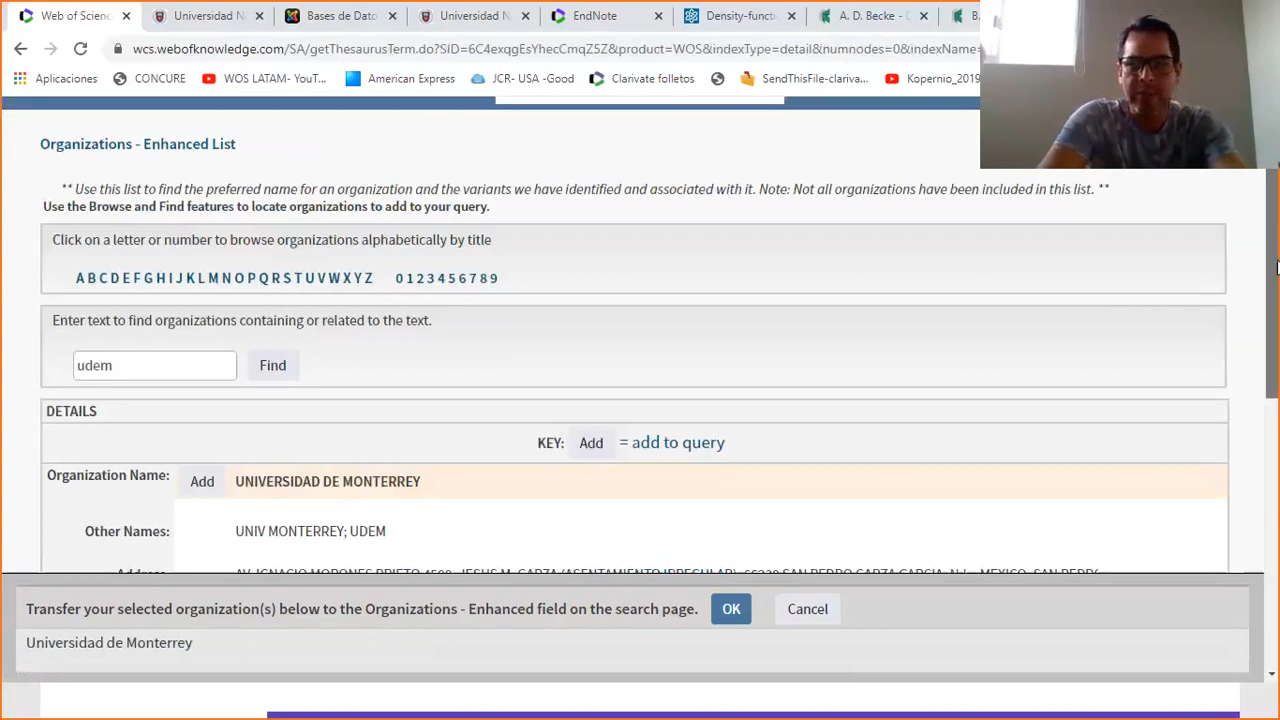 Web of Scienc
Universidad N
Bases de Dato
Universidad N
EndNote
Density-funct
A. D. Becke - D
wcs.webofknowledge.com/SA/getThesaurusTerm.do?SID=6C4exqgEsYhecCmqZ5Z&product=WOS&indexType=detail&numnodes=0&indexName=
Aplicaciones
CONCURE
WOS LATAM- YouT...
American Express
JCR- USA -Good
Clarivate folletos
SendThisFile-clariva...
Kopernio_2019
Organizations - Enhanced List
** Use this list to find the preferred name for an organization and the variants we have identified and associated with it. Note: Not all organizations have been included in this list. **
Use the Browse and Find features to locate organizations to add to your query.
Click on a letter or number to browse organizations alphabetically by title
A B C D E F G H I J K L M N O P Q R S T U V W X Y Z 0 1 2 3 4 5 6 7 8 9
Enter text to find organizations containing or related to the text.
udem
Find
DETAILS
KEY: Add = add to query
Organization Name: Add UNIVERSIDAD DE MONTERREY
Other Names: UNIV MONTERREY; UDEM
Transfer your selected organization(s) below to the Organizations - Enhanced field on the search page. OK Cancel
Universidad de Monterrey